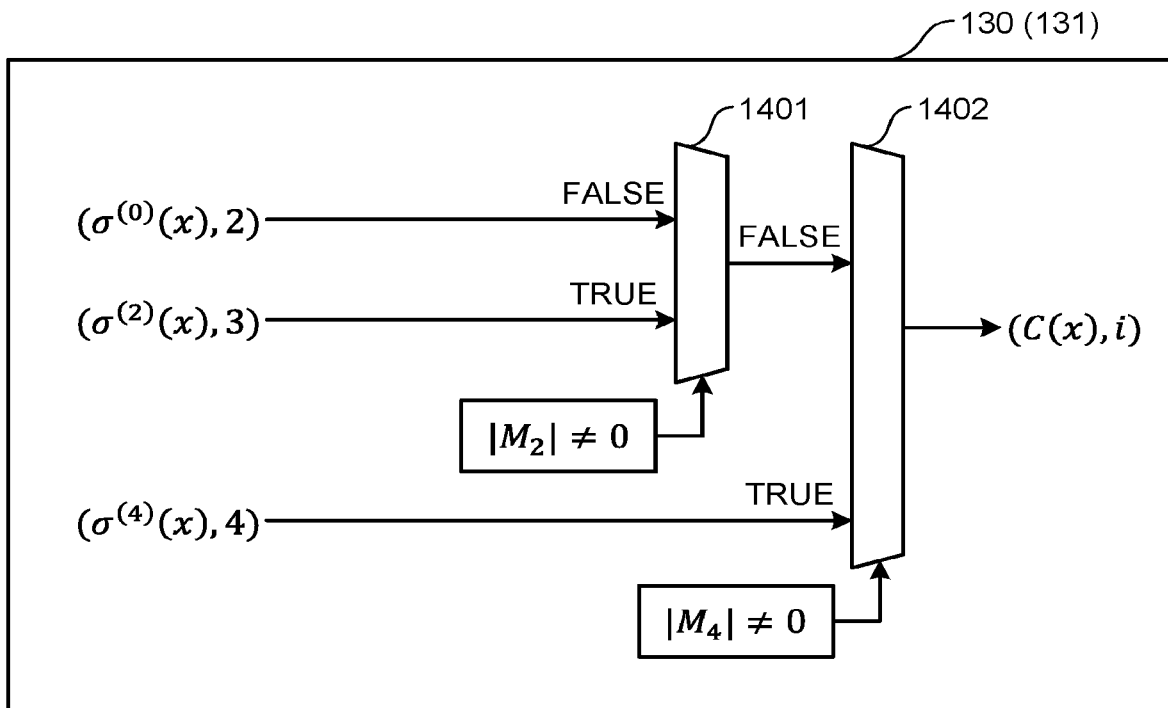 130 (131)
1401
1402
FALSE
(σ⁽⁰⁾(x), 2)
FALSE
TRUE
(σ⁽²⁾(x), 3)
(C(x), i)
|M₂| ≠ 0
TRUE
(σ⁽⁴⁾(x), 4)
|M₄| ≠ 0